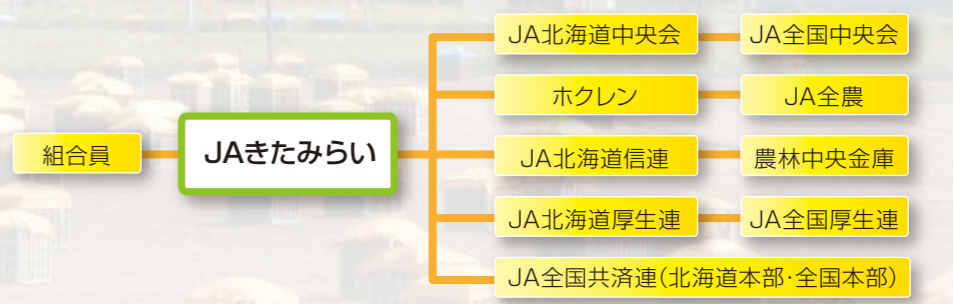 組合員
JAきたみらい
JA北海道中央会
JA全国中央会
ホクレン
JA全農
JA北海道信連
農林中央金庫
JA北海道厚生連
JA全国厚生連
JA全国共済連(北海道本部・全国本部)